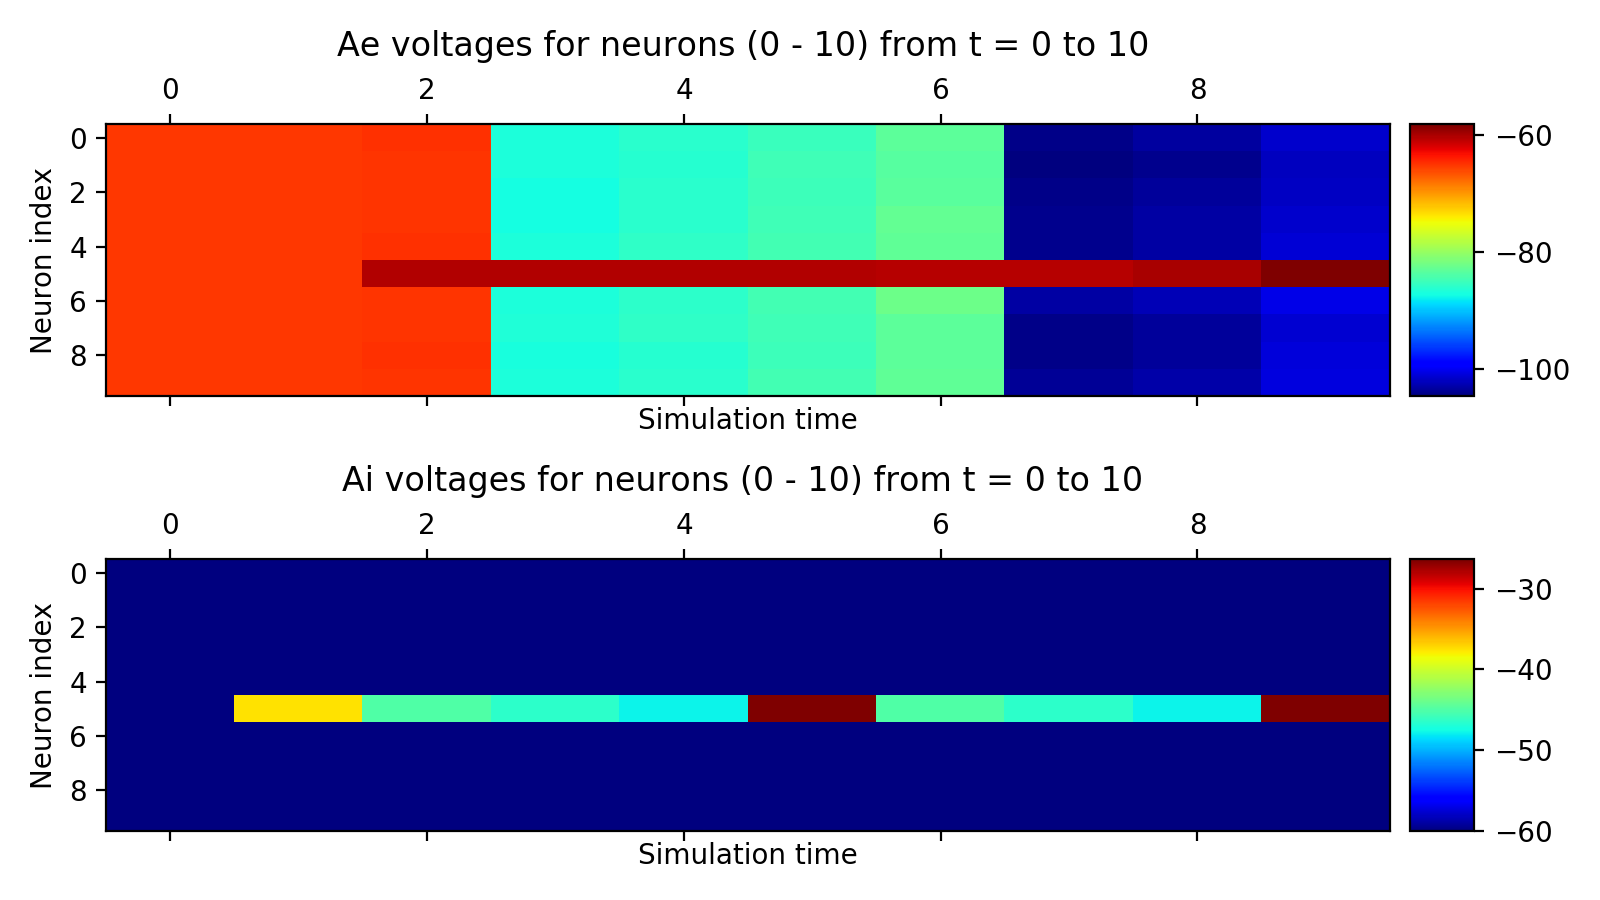 Ae voltages for neurons (0 - 10) from t = 0 to 10
0 2 4 6 8
Neuron index
0
2
4
6
8
−60
−80
−100
Simulation time
Ai voltages for neurons (0 - 10) from t = 0 to 10
0 2 4 6 8
Neuron index
0
2
4
6
8
−30
−40
−50
−60
Simulation time